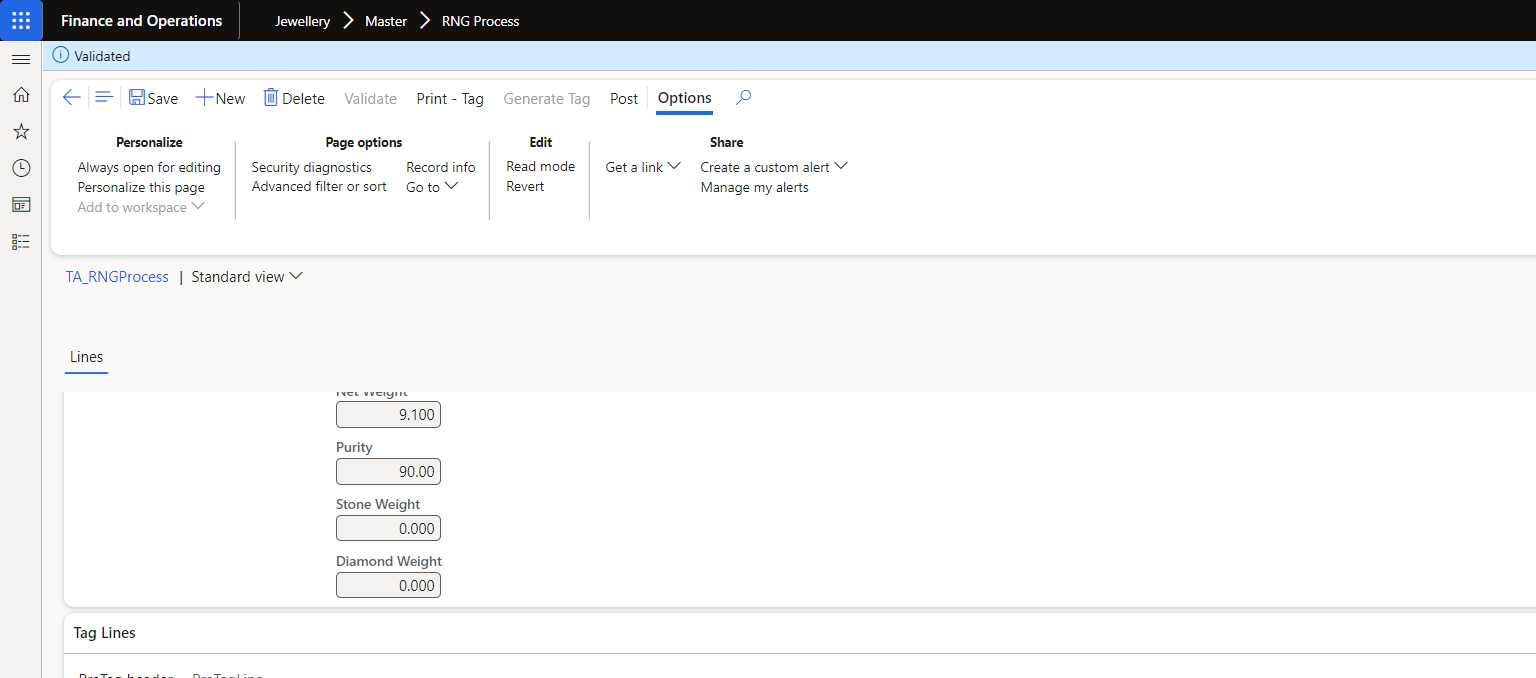 Finance and Operations
Jewellery Master RNG Process
Validated
Save New Delete Validate Print - Tag Generate Tag Post Options
Personalize
Always open for editing
Personalize this page
Add to workspace
Page options
Security diagnostics
Advanced filter or sort
Record info
Go to
Edit
Read mode
Revert
Share
Get a link
Create a custom alert
Manage my alerts
TA_RNGProcess | Standard view
Lines
Net Weight
9.100
Purity
90.00
Stone Weight
0.000
Diamond Weight
0.000
Tag Lines